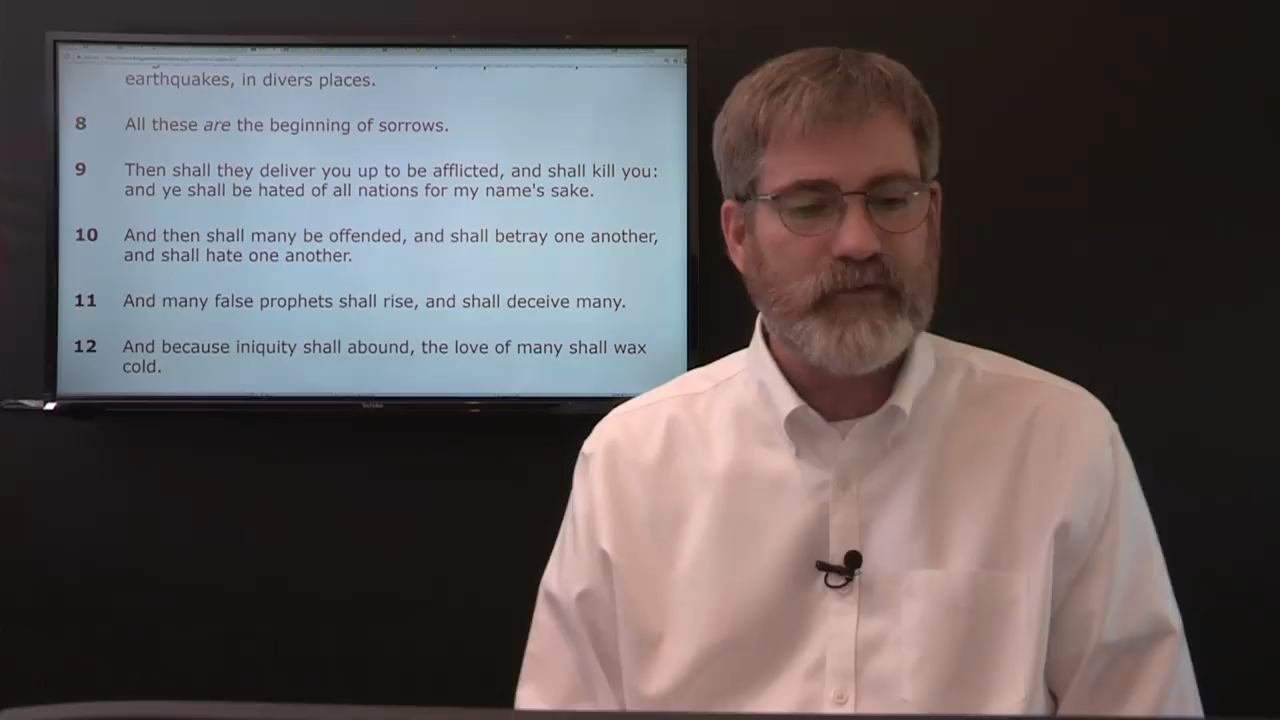 earthquakes, in divers places.
8 All these are the beginning of sorrows.
9 Then shall they deliver you up to be afflicted, and shall kill you:
and ye shall be hated of all nations for my name's sake.
10 And then shall many be offended, and shall betray one another,
and shall hate one another.
11 And many false prophets shall rise, and shall deceive many.
12 And because iniquity shall abound, the love of many shall wax
cold.